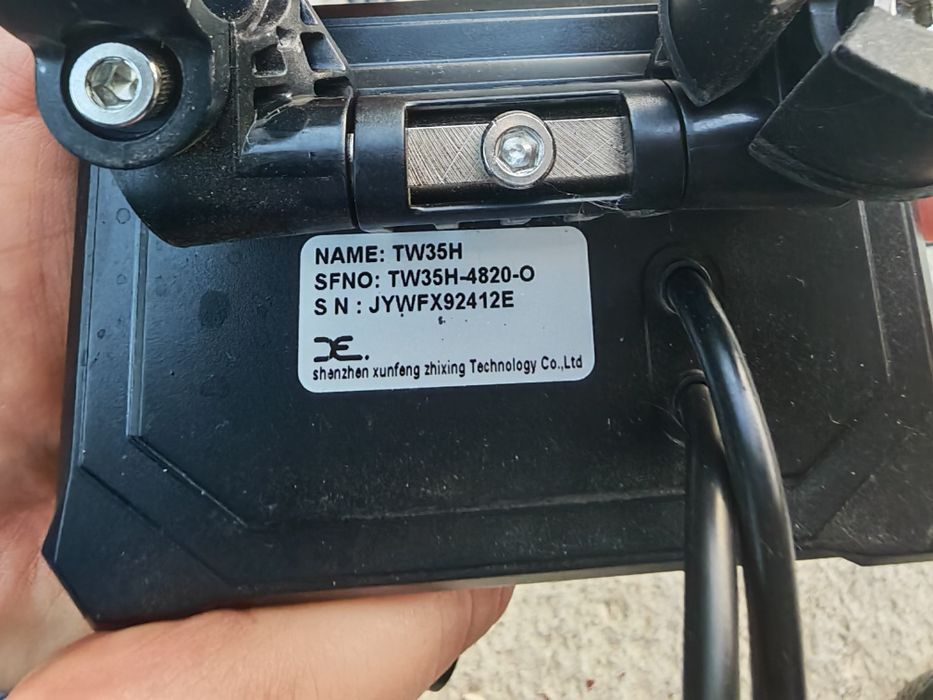 NAME: TW35H
SFNO: TW35H-4820-O
S N : JYWFX92412E
shenzhen xunfeng zhixing Technology Co.,Ltd